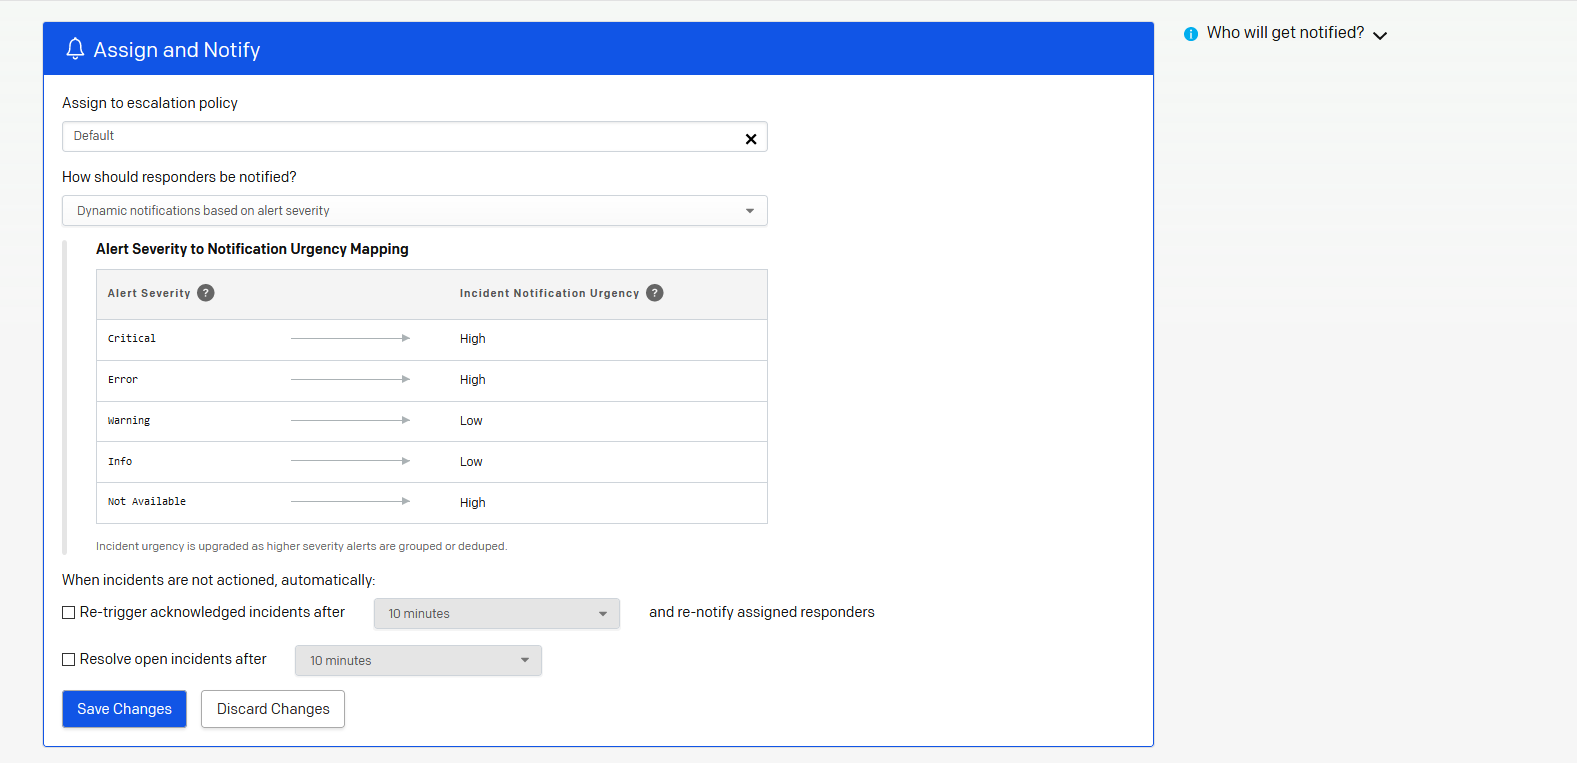 Assign and Notify
Who will get notified?
Assign to escalation policy
Default
How should responders be notified?
Dynamic notifications based on alert severity
Alert Severity to Notification Urgency Mapping
Alert Severity ? Incident Notification Urgency ?
Critical High
Error High
Warning Low
Info Low
Not Available High
Incident urgency is upgraded as higher severity alerts are grouped or deduped.
When incidents are not actioned, automatically:
Re-trigger acknowledged incidents after 10 minutes and re-notify assigned responders
Resolve open incidents after 10 minutes
Save Changes Discard Changes